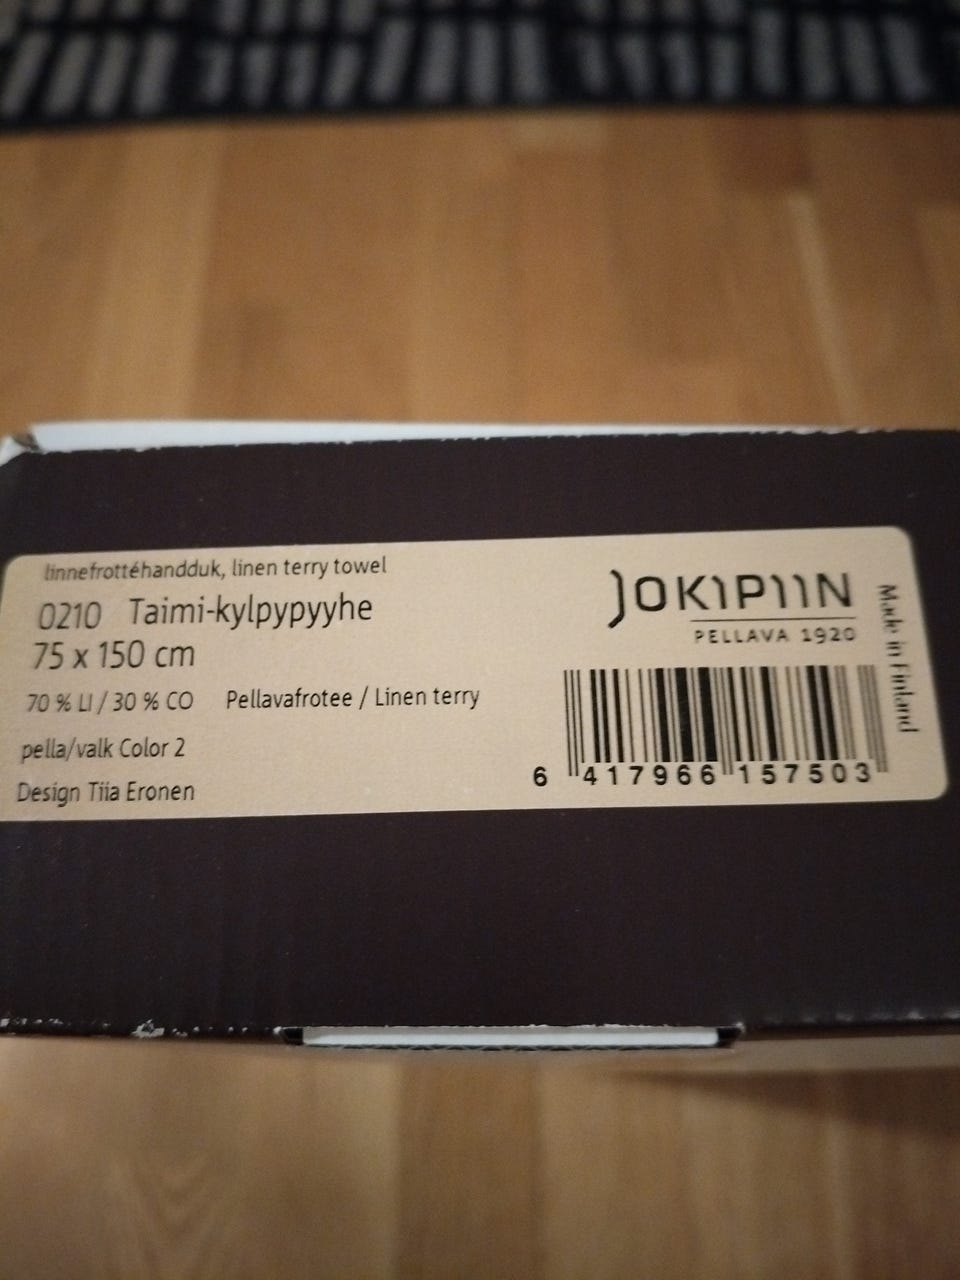 linnefrottéhandduk, linen terry towel
0210 Taimi-kylpypyyhe
75 x 150 cm
70 % LI / 30 % CO Pellavafrotee / Linen terry
pella/valk Color 2
Design Tiia Eronen
JOKIPIIN
PELLAVA 1920
6 417966 157503
Made in Finland